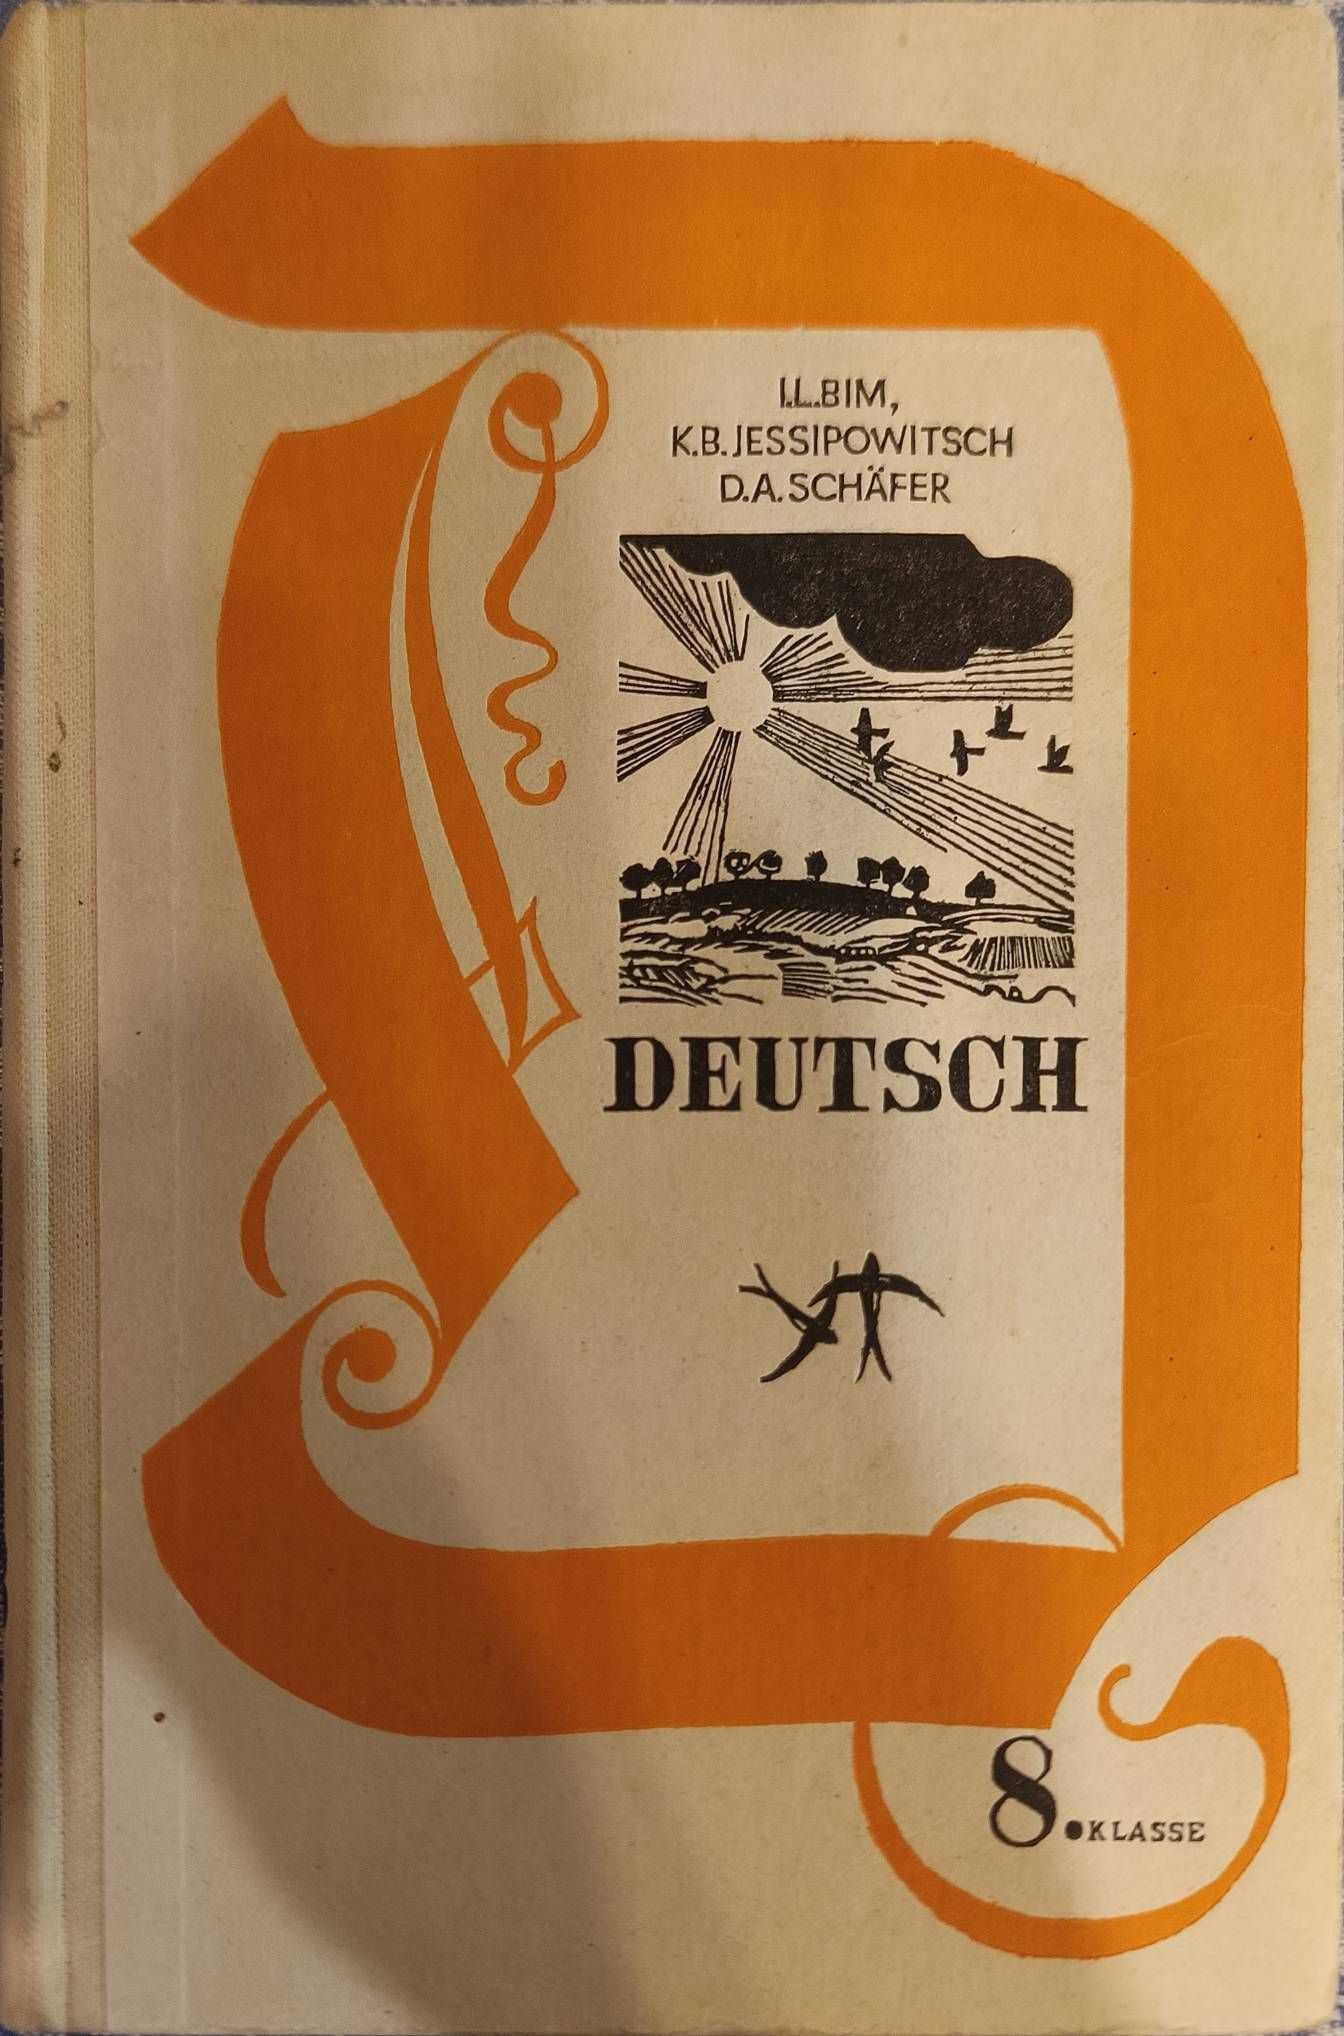 I.L.BIM,
K.B.JESSIPOWITSCH
D.A.SCHÄFER
DEUTSCH
8.KLASSE